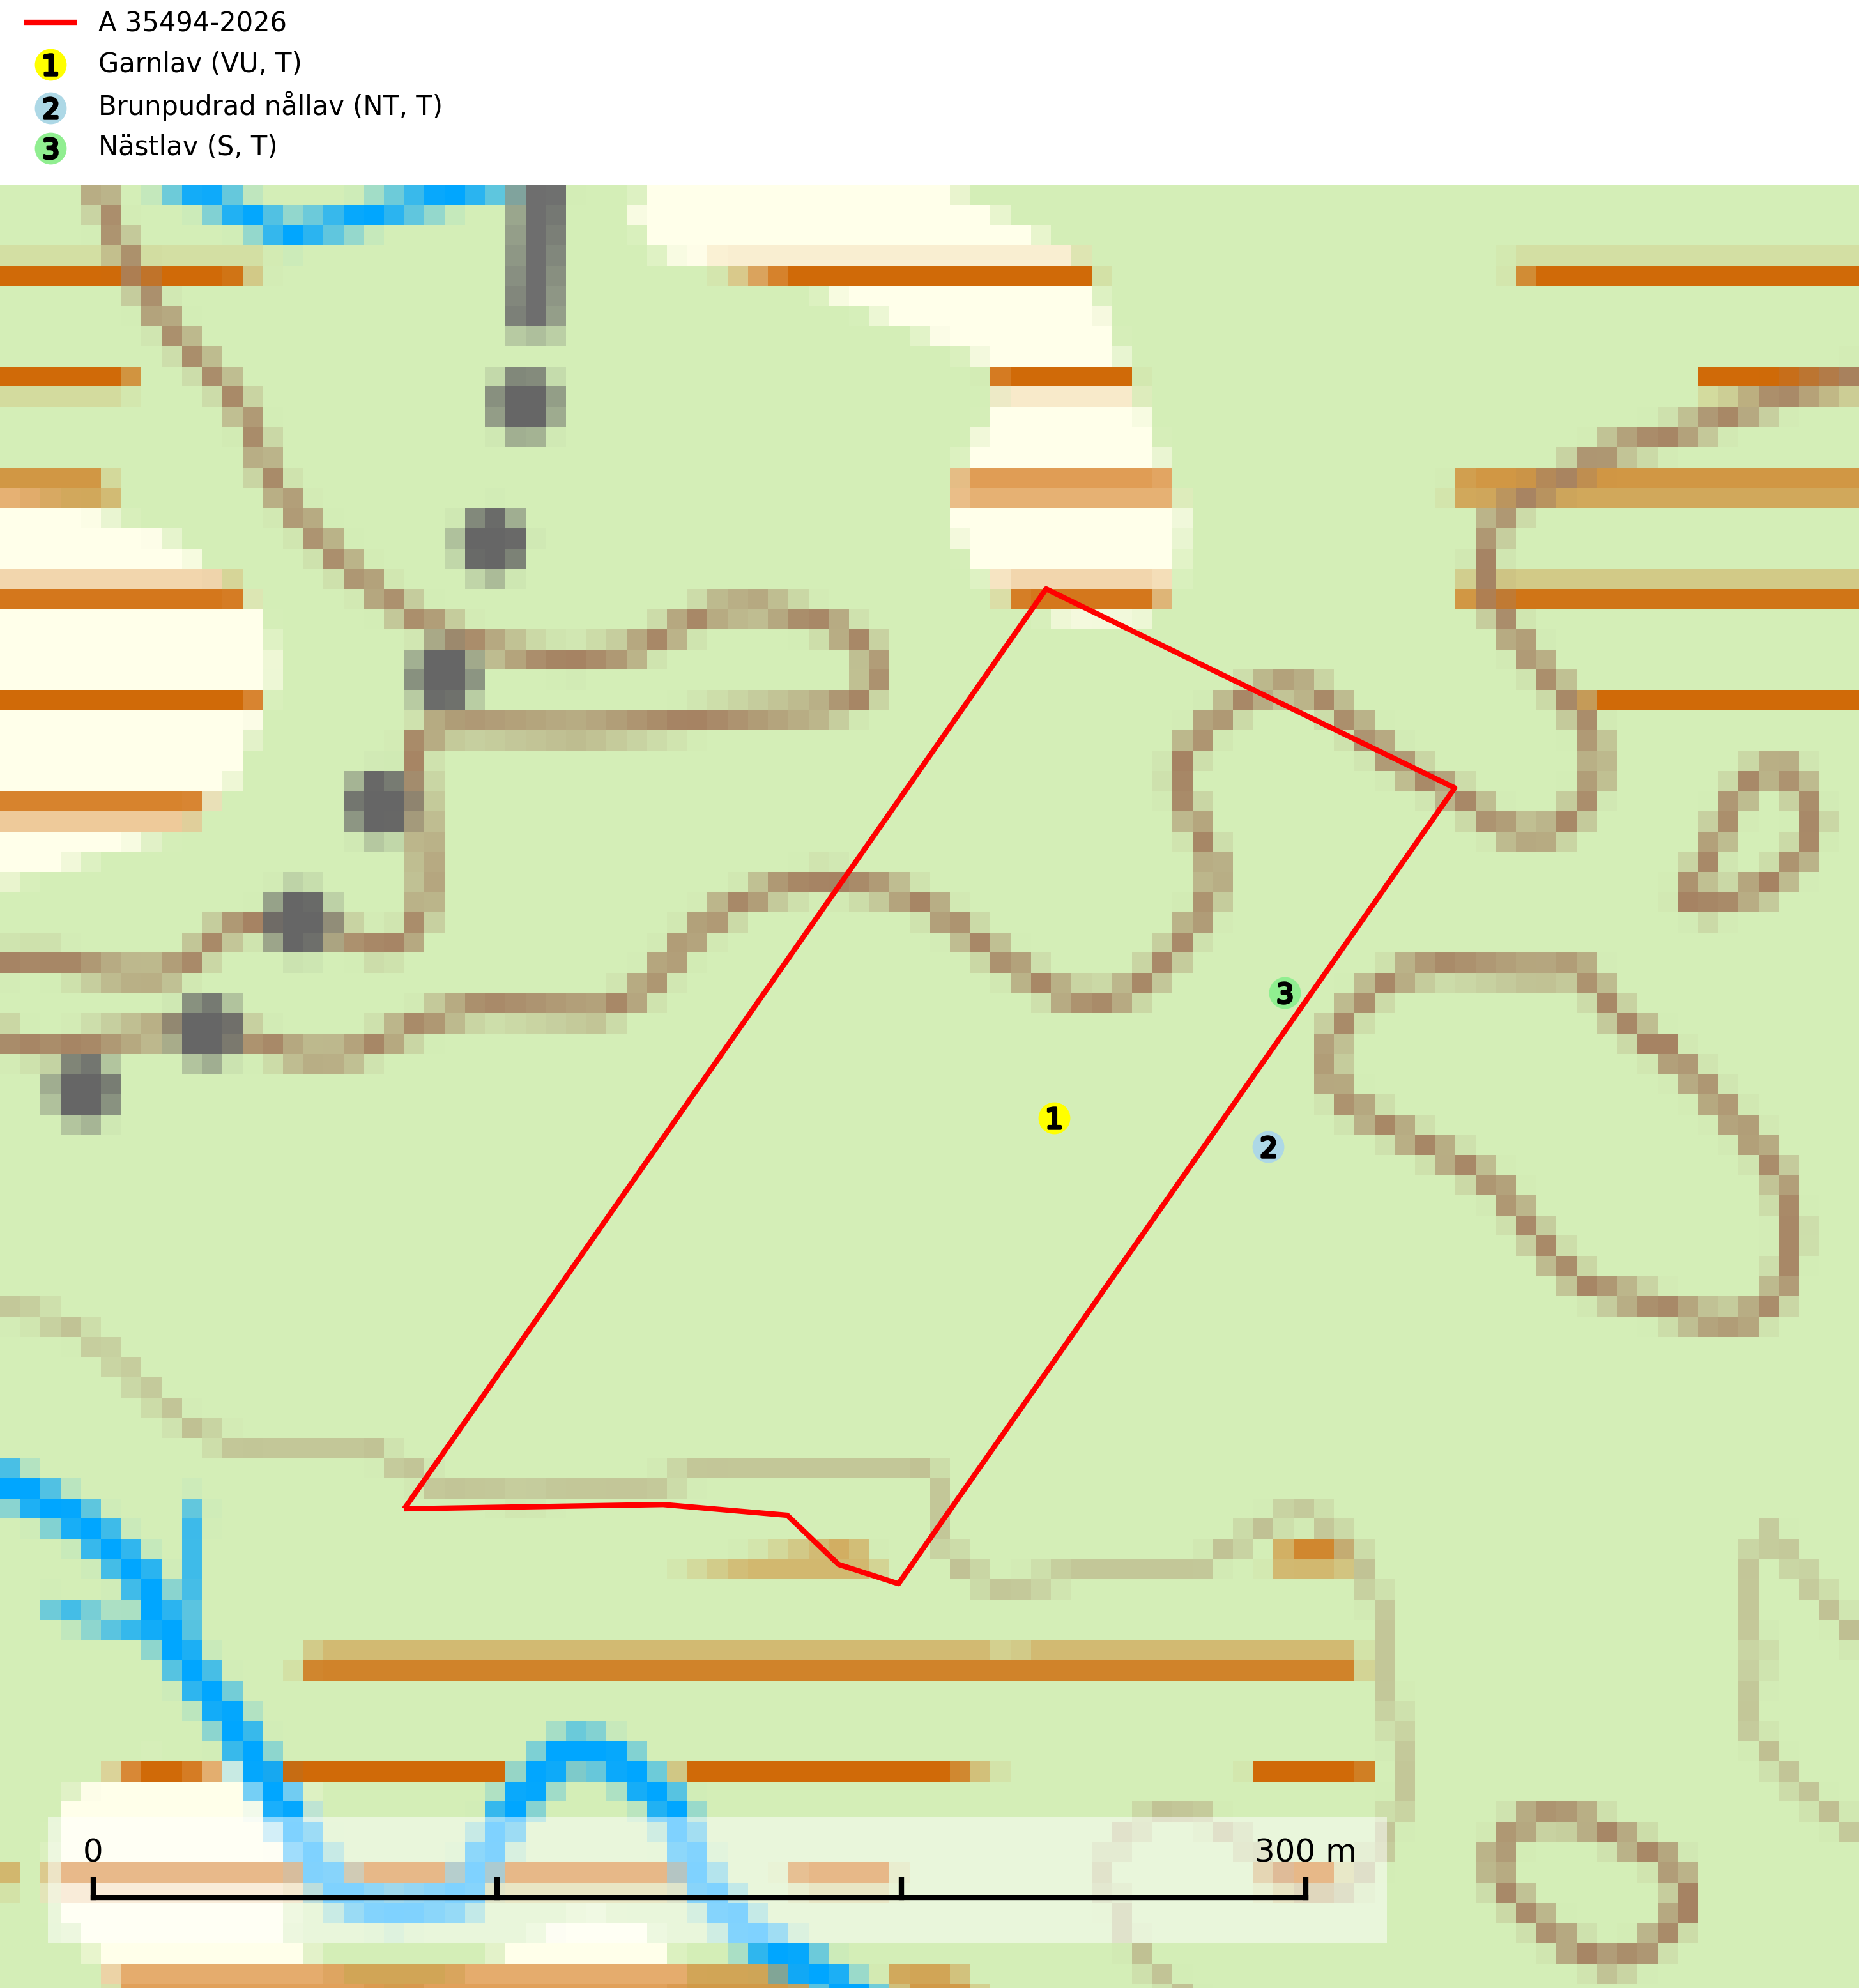 A 35494-2026
1 Garnlav (VU, T)
2 Brunpudrad nållav (NT, T)
3 Nästlav (S, T)
3
1
2
0 300 m